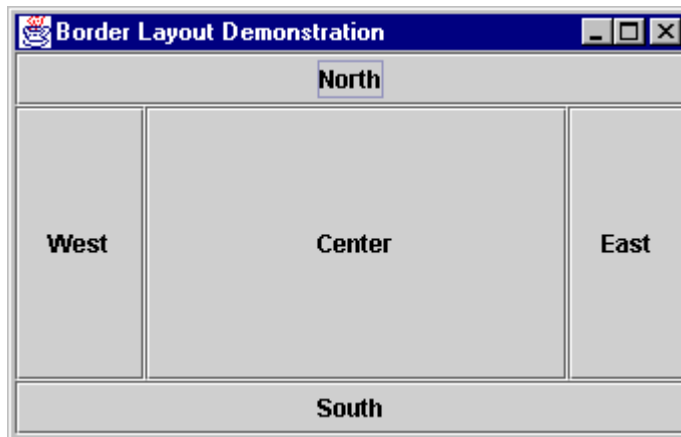 Border Layout Demonstration
North
West
Center
East
South